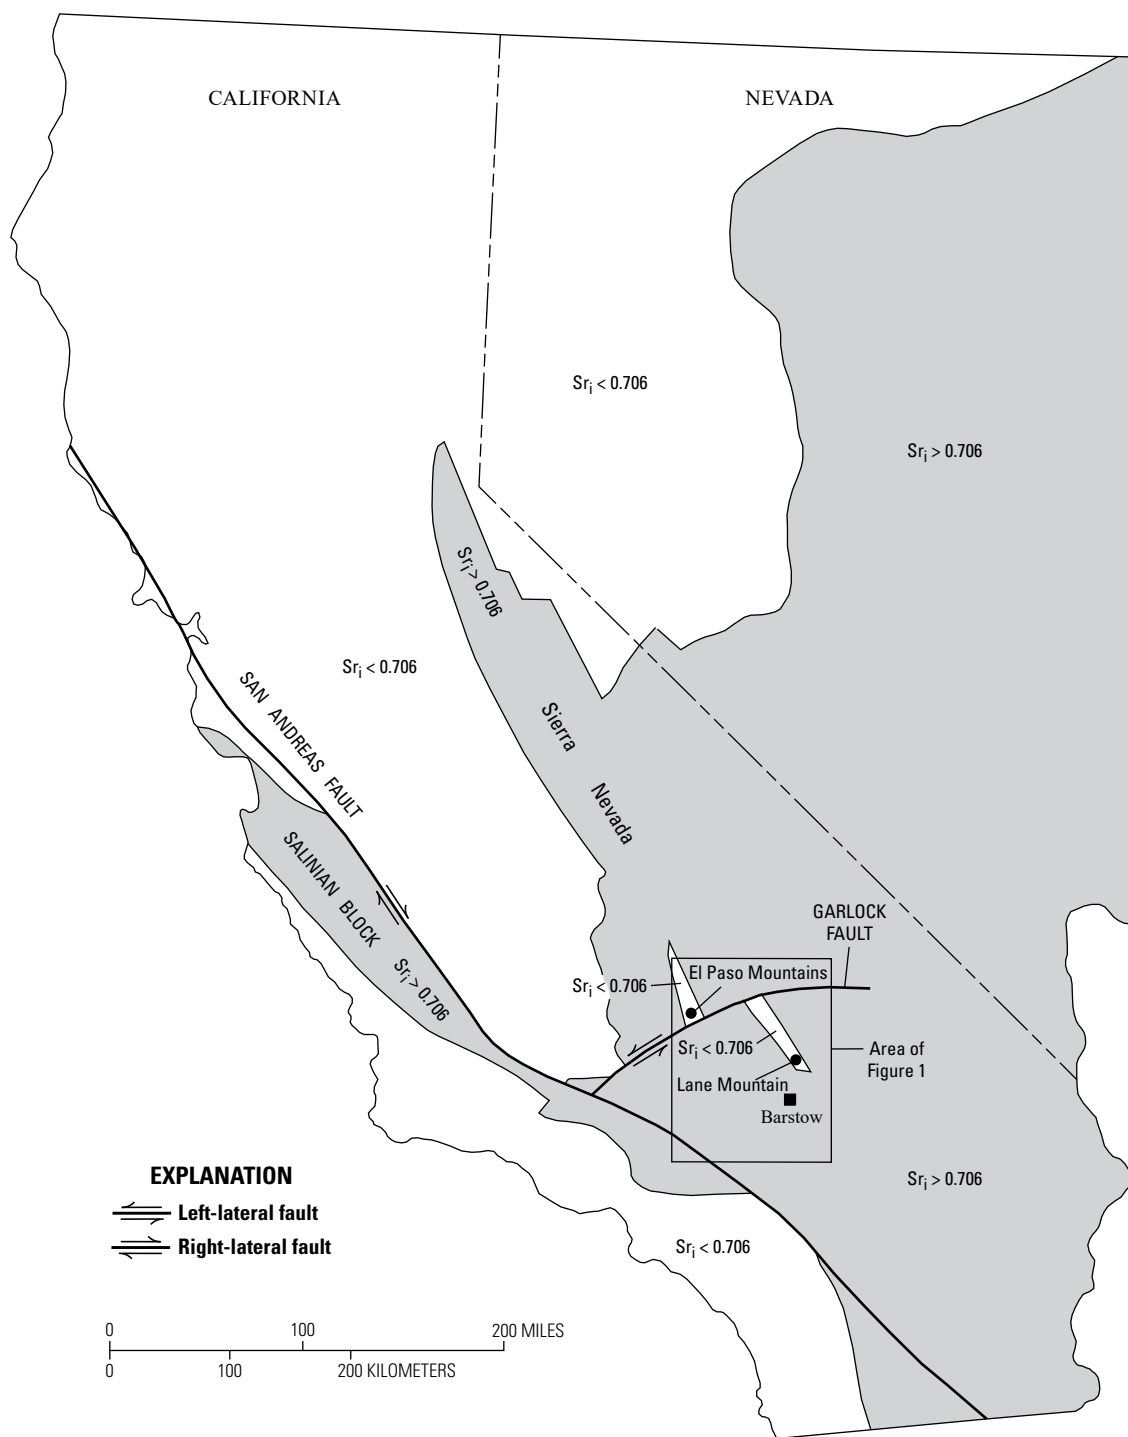 CALIFORNIA
NEVADA
Sri < 0.706
Sri > 0.706
Sri > 0.706
Sri < 0.706
SAN ANDREAS FAULT
Sierra
Nevada
SALINIAN BLOCK
Sri > 0.706
GARLOCK
FAULT
Sri < 0.706
El Paso Mountains
Sri < 0.706
Area of
Figure 1
Lane Mountain
Barstow
Sri > 0.706
Sri < 0.706
EXPLANATION
Left-lateral fault
Right-lateral fault
0 100 200 MILES
0 100 200 KILOMETERS